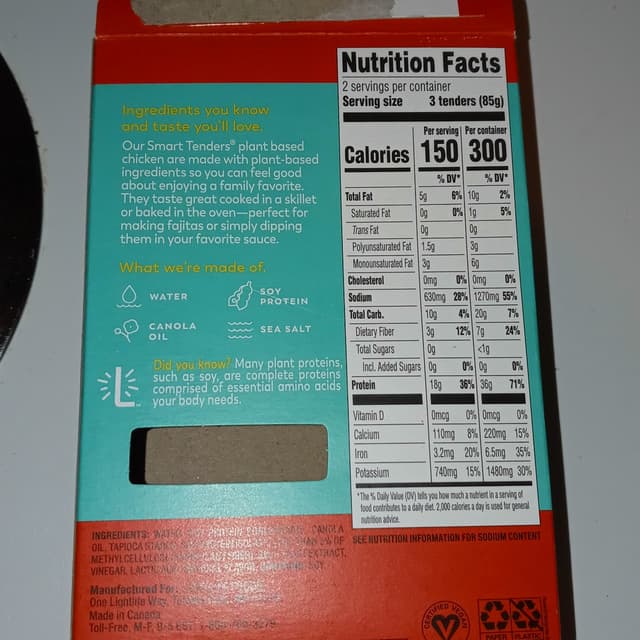 Nutrition Facts
2 servings per container
Serving size 3 tenders (85g)
Per serving Per container
Calories 150 300
% DV* % DV*
Total Fat 5g 6% 10g 2%
Saturated Fat 0g 0% 1g 5%
Trans Fat 0g 0g
Polyunsaturated Fat 1.5g 3g
Monounsaturated Fat 3g 6g
Cholesterol 0mg 0% 0mg 0%
Sodium 630mg 28% 1270mg 55%
Total Carb. 10g 4% 20g 7%
Dietary Fiber 3g 12% 7g 24%
Total Sugars 0g <1g
Incl. Added Sugars 0g 0% 0g 0%
Protein 18g 36% 36g 71%
Vitamin D 0mcg 0% 0mcg 0%
Calcium 110mg 8% 220mg 15%
Iron 3.2mg 20% 6.5mg 35%
Potassium 740mg 15% 1480mg 30%
*The % Daily Value (DV) tells you how much a nutrient in a serving of
food contributes to a daily diet. 2,000 calories a day is used for general
nutrition advice.
SEE NUTRITION INFORMATION FOR SODIUM CONTENT
Ingredients you know
and taste you'll love.
Our Smart Tenders® plant based
chicken are made with plant-based
ingredients so you can feel good
about enjoying a family favorite.
They taste great cooked in a skillet
or baked in the oven—perfect for
making fajitas or simply dipping
them in your favorite sauce.
What we're made of.
WATER
SOY
PROTEIN
CANOLA
OIL
SEA SALT
Did you know? Many plant proteins,
such as soy, are complete proteins
comprised of essential amino acids
your body needs.
INGREDIENTS: CANOLA
OIL, TAPIOCA OF
METHYLCELLULOSE, EXTRACT,
VINEGAR,
Manufactured For:
One Lightlife Way,
Made in Canada
Toll-Free, M-F,
CERTIFIED VEGAN
PAPER PLASTIC